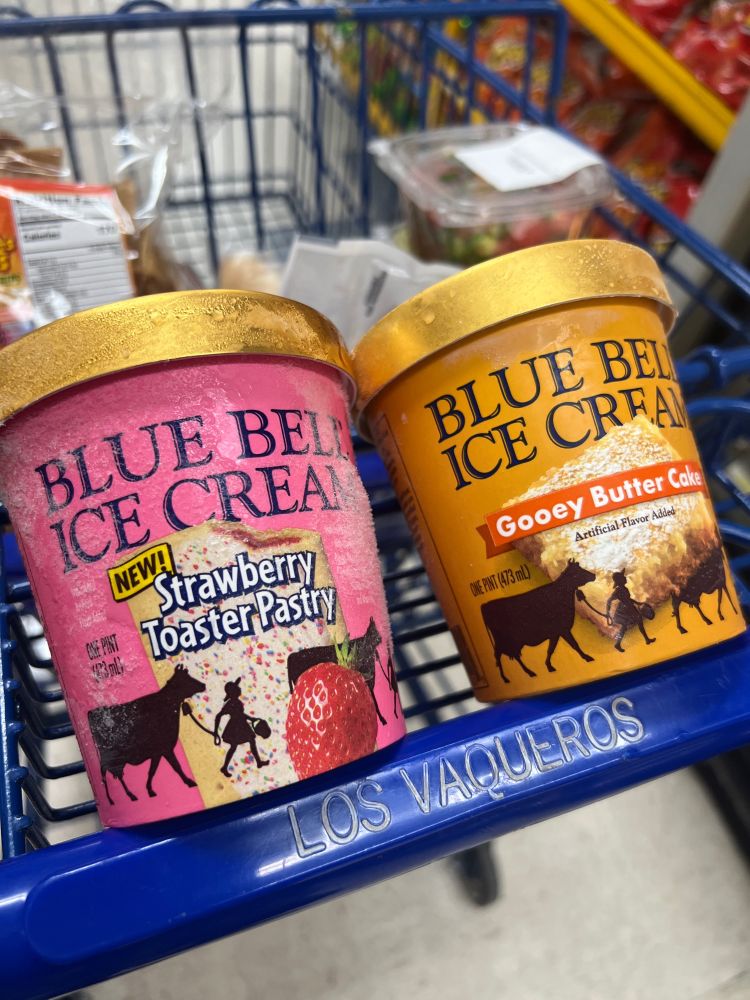 BLUE BELL
ICE CREAM
NEW!
Strawberry
Toaster Pastry
ONE PINT
(473 mL)
BLUE BELL
ICE CREAM
Gooey Butter Cake
Artificial Flavor Added
ONE PINT (473 mL)
LOS VAQUEROS
Calories